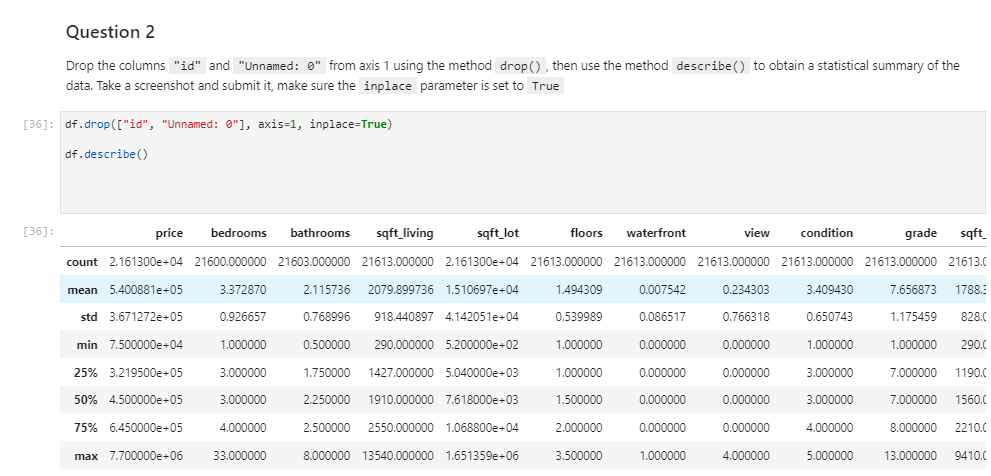 Question 2
Drop the columns "id" and "Unnamed: 0" from axis 1 using the method drop() , then use the method describe() to obtain a statistical summary of the
data. Take a screenshot and submit it, make sure the inplace parameter is set to True
[36]: df.drop(["id", "Unnamed: 0"], axis=1, inplace=True)
df.describe()
[36]: price bedrooms bathrooms sqft_living sqft_lot floors waterfront view condition grade sqft_
count 2.161300e+04 21600.000000 21603.000000 21613.000000 2.161300e+04 21613.000000 21613.000000 21613.000000 21613.000000 21613.000000 21613.0
mean 5.400881e+05 3.372870 2.115736 2079.899736 1.510697e+04 1.494309 0.007542 0.234303 3.409430 7.656873 1788.3
std 3.671272e+05 0.926657 0.768996 918.440897 4.142051e+04 0.539989 0.086517 0.766318 0.650743 1.175459 828.0
min 7.500000e+04 1.000000 0.500000 290.000000 5.200000e+02 1.000000 0.000000 0.000000 1.000000 1.000000 290.0
25% 3.219500e+05 3.000000 1.750000 1427.000000 5.040000e+03 1.000000 0.000000 0.000000 3.000000 7.000000 1190.0
50% 4.500000e+05 3.000000 2.250000 1910.000000 7.618000e+03 1.500000 0.000000 0.000000 3.000000 7.000000 1560.0
75% 6.450000e+05 4.000000 2.500000 2550.000000 1.068800e+04 2.000000 0.000000 0.000000 4.000000 8.000000 2210.0
max 7.700000e+06 33.000000 8.000000 13540.000000 1.651359e+06 3.500000 1.000000 4.000000 5.000000 13.000000 9410.0